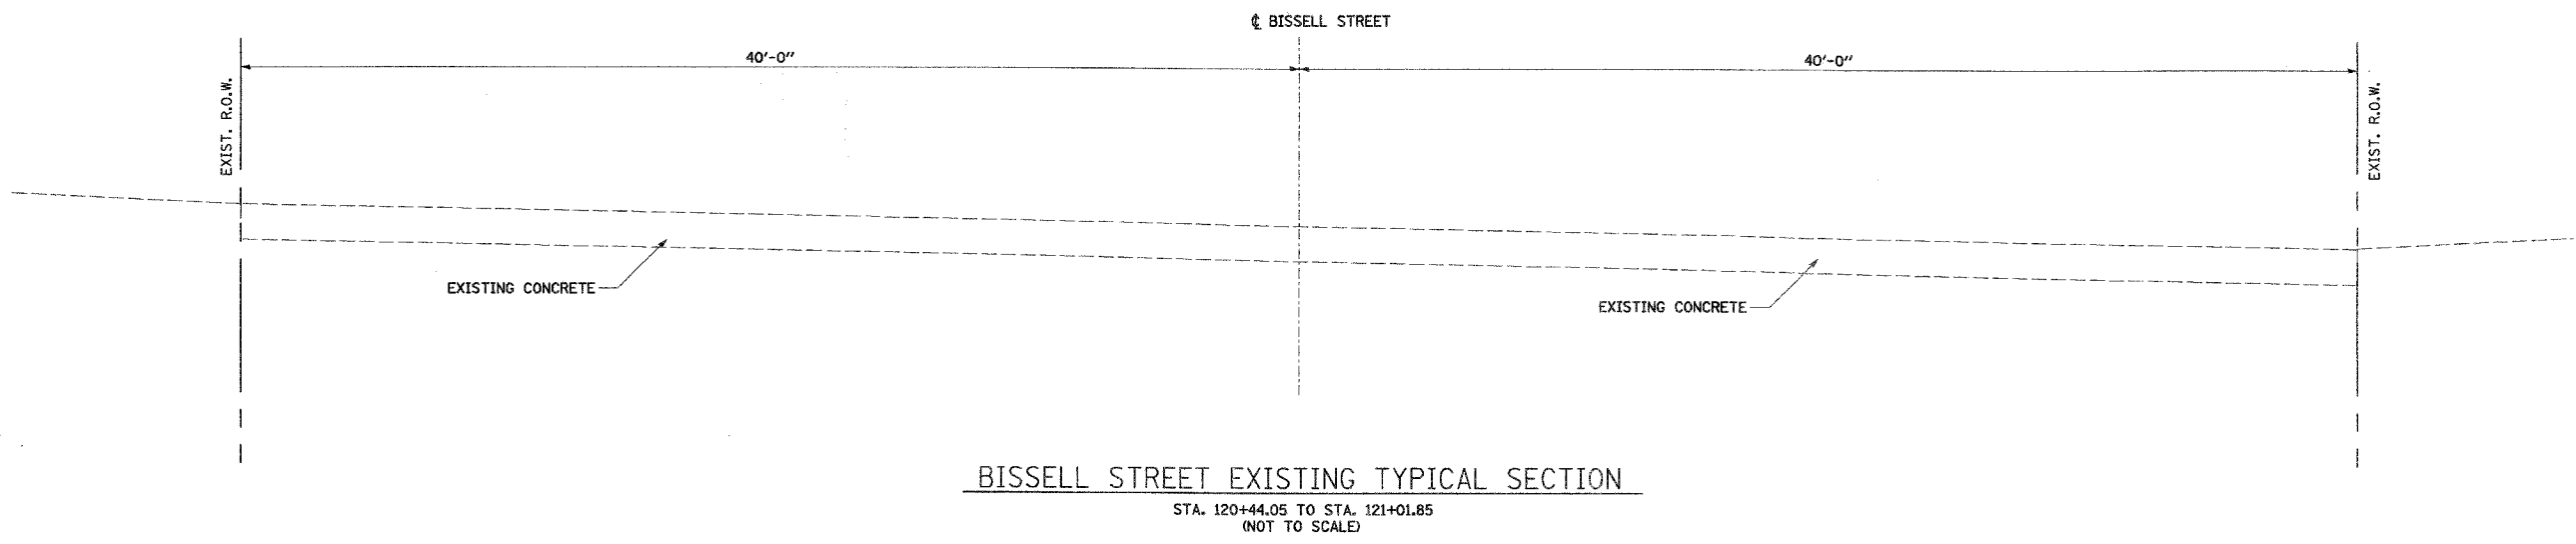 ℄ BISSELL STREET
40'-0"
40'-0"
EXIST. R.O.W.
EXIST. R.O.W.
EXISTING CONCRETE
EXISTING CONCRETE
BISSELL STREET EXISTING TYPICAL SECTION
STA. 120+44.05 TO STA. 121+01.85
(NOT TO SCALE)